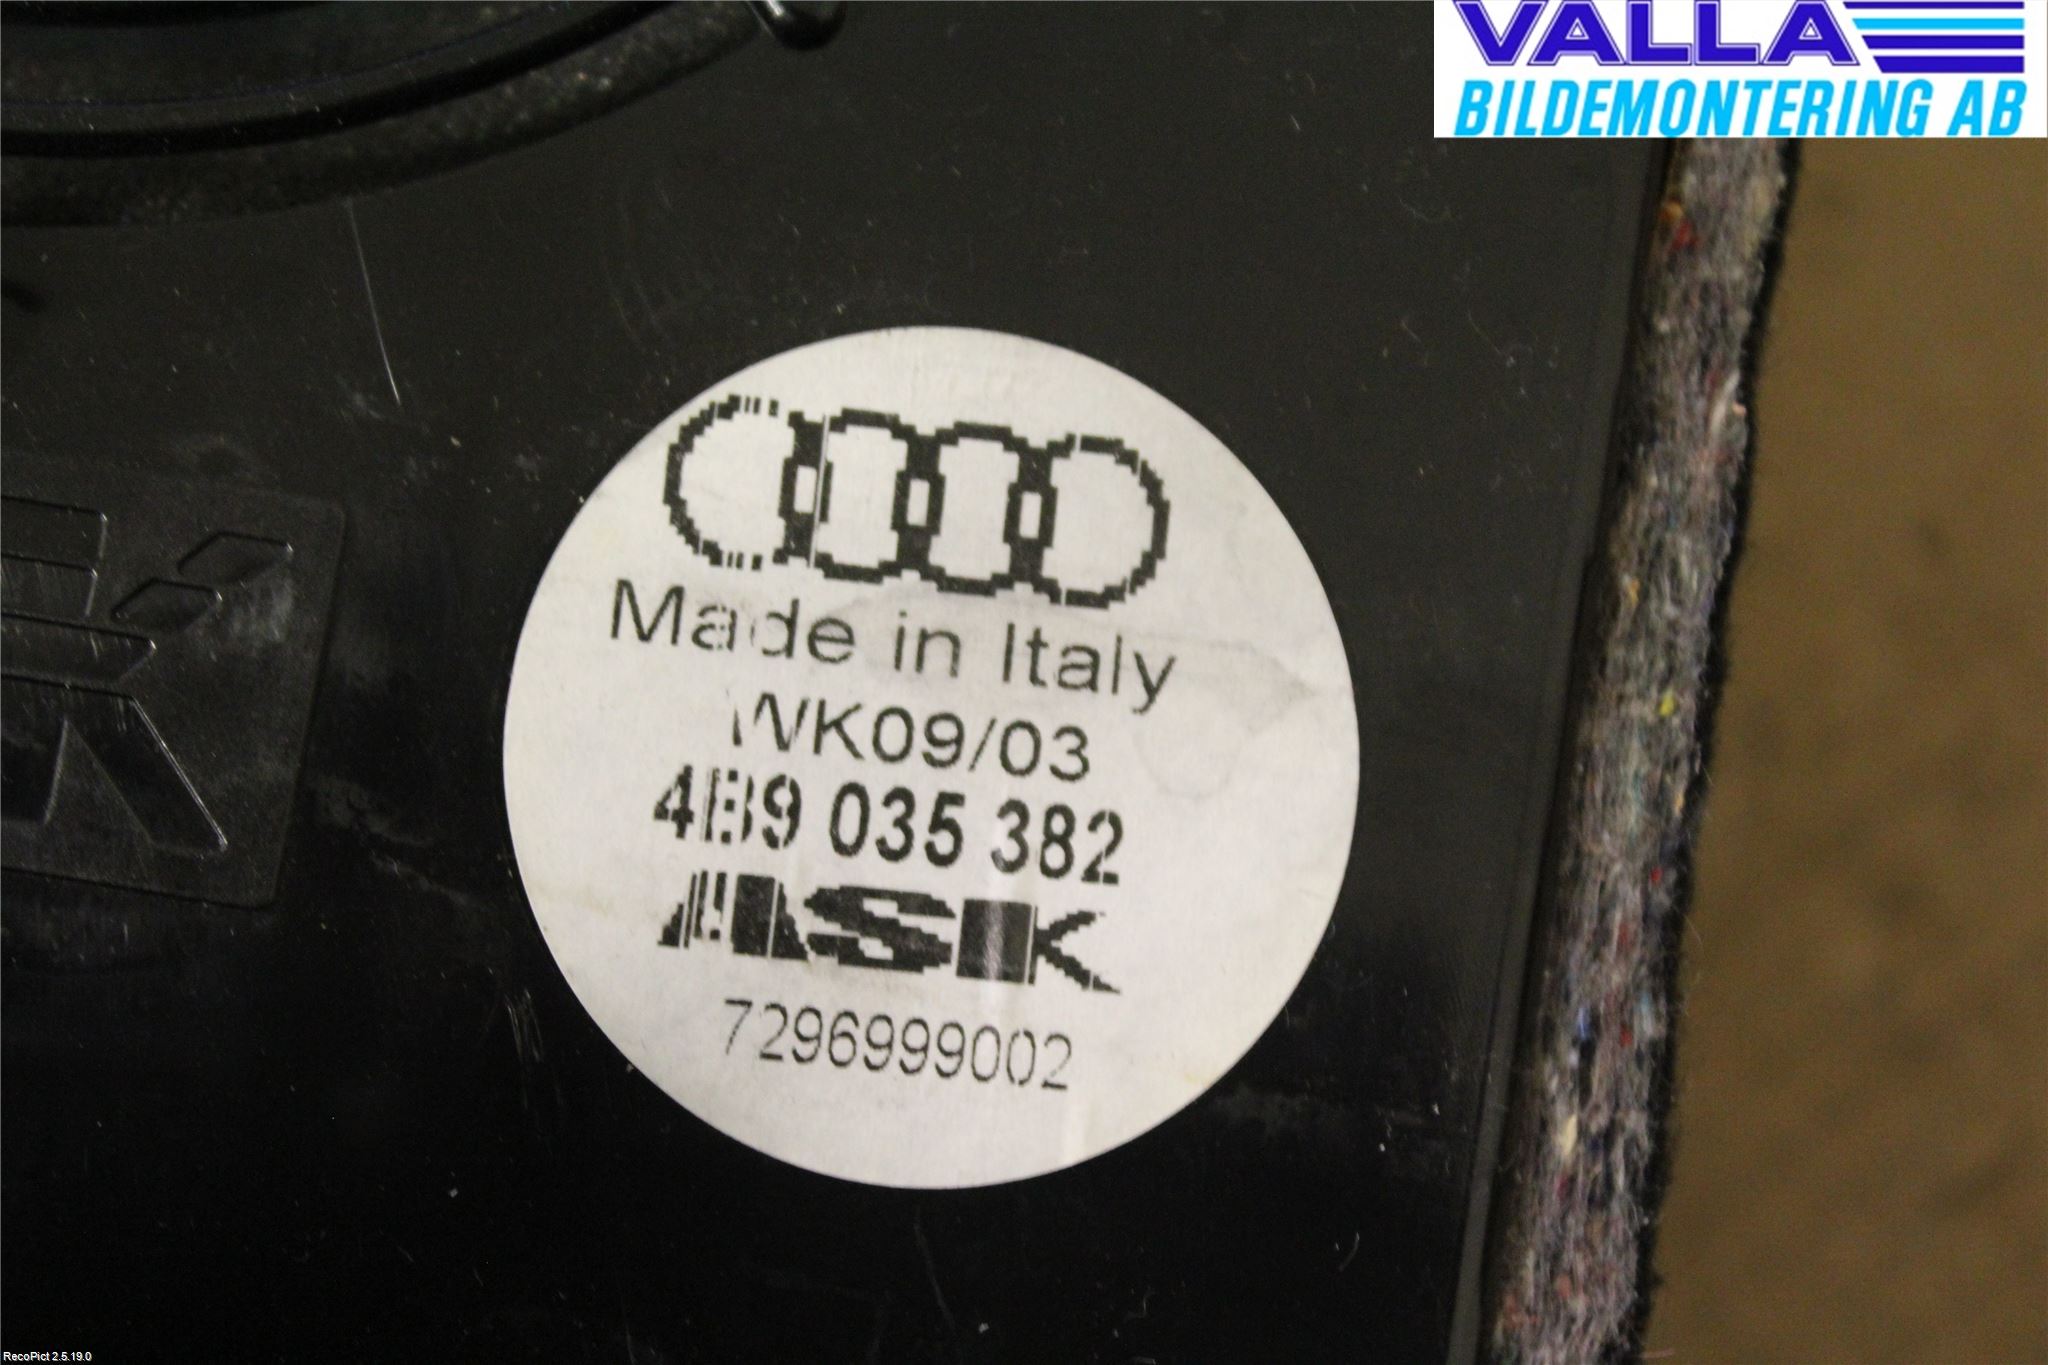 VALLA
BILDEMONTERING AB
Made in Italy
WK09/03
4B9 035 382
ASK
7296999002
RecoPict 2.5.19.0